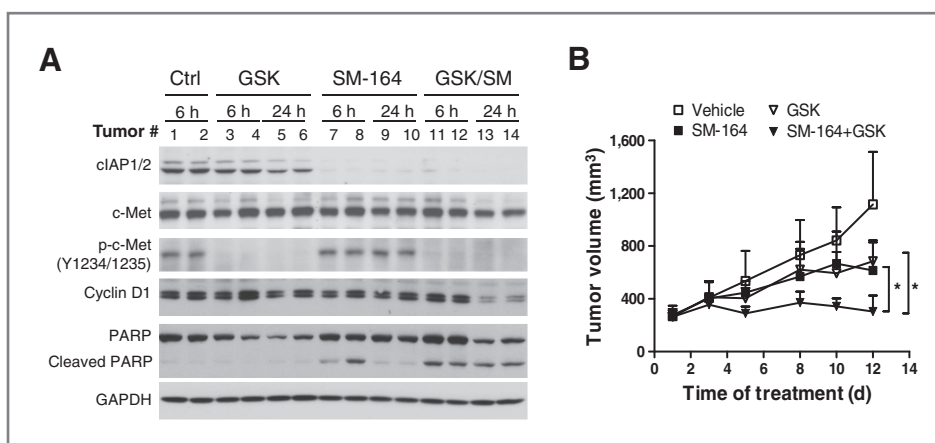 A
Ctrl GSK SM-164 GSK/SM
6 h 6 h 24 h 6 h 24 h 6 h 24 h
Tumor # 1 2 3 4 5 6 7 8 9 10 11 12 13 14
cIAP1/2
c-Met
p-c-Met
(Y1234/1235)
Cyclin D1
PARP
Cleaved PARP
GAPDH
B
Vehicle GSK
SM-164 SM-164+GSK
1,600
1,200
800
400
0
Tumor volume (mm³)
* *
0 2 4 6 8 10 12 14
Time of treatment (d)